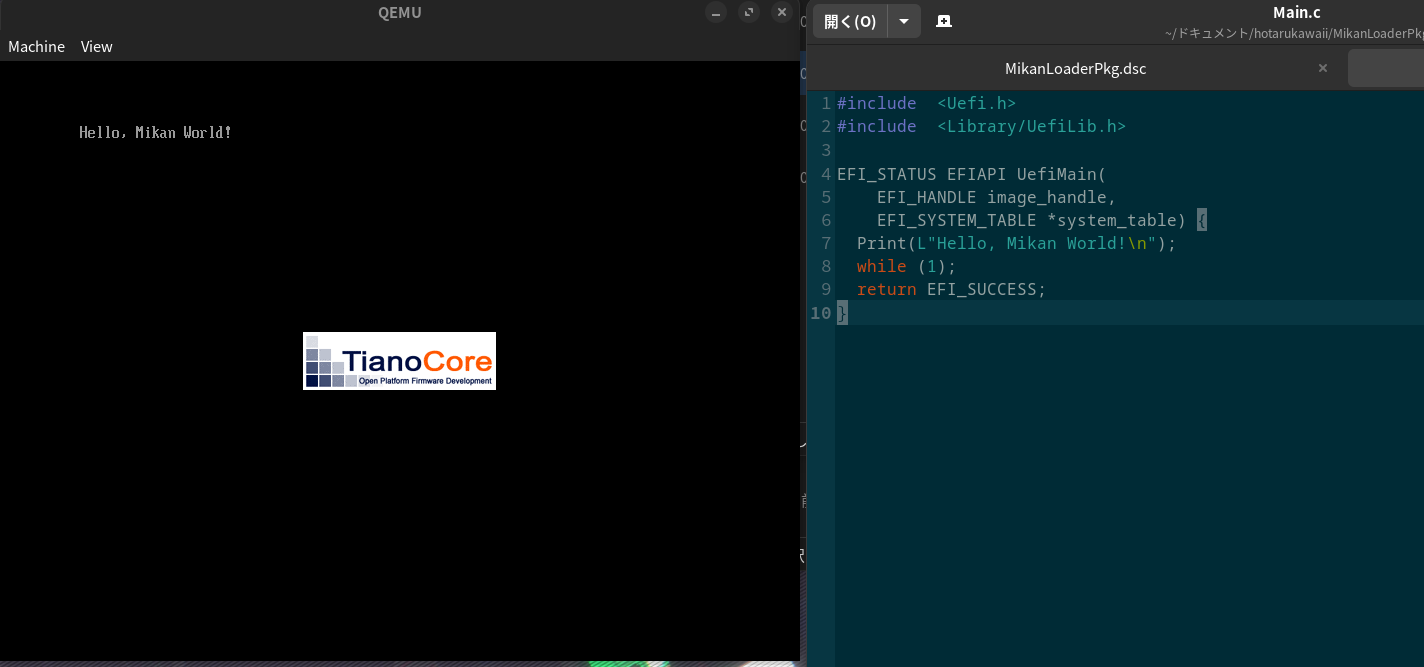 QEMU
Machine View
Hello, Mikan World!
TianoCore
Open Platform Firmware Development
開く(O)
Main.c
~/ドキュメント/hotarukawaii/MikanLoaderPkg
MikanLoaderPkg.dsc
1 #include  <Uefi.h>
2 #include  <Library/UefiLib.h>
3
4 EFI_STATUS EFIAPI UefiMain(
5     EFI_HANDLE image_handle,
6     EFI_SYSTEM_TABLE *system_table) {
7   Print(L"Hello, Mikan World!\n");
8   while (1);
9   return EFI_SUCCESS;
10 }